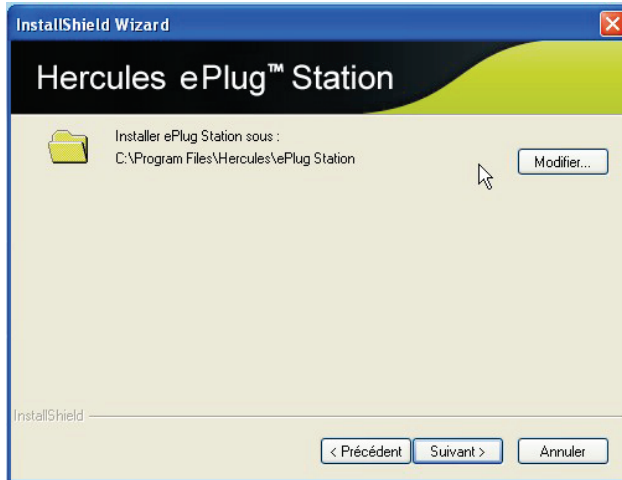 InstallShield Wizard
Hercules ePlug™ Station
Installer ePlug Station sous :
C:\Program Files\Hercules\ePlug Station
Modifier...
InstallShield
< Précédent
Suivant >
Annuler